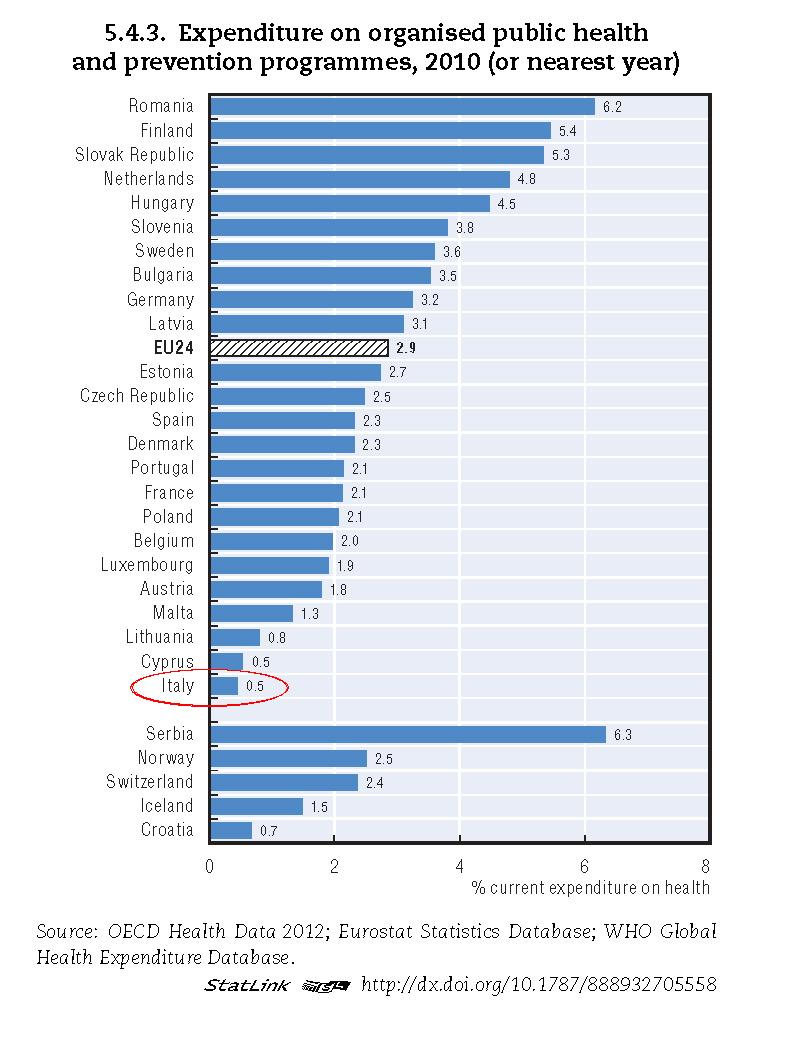 5.4.3. Expenditure on organised public health
and prevention programmes, 2010 (or nearest year)
Romania 6.2
Finland 5.4
Slovak Republic 5.3
Netherlands 4.8
Hungary 4.5
Slovenia 3.8
Sweden 3.6
Bulgaria 3.5
Germany 3.2
Latvia 3.1
EU24 2.9
Estonia 2.7
Czech Republic 2.5
Spain 2.3
Denmark 2.3
Portugal 2.1
France 2.1
Poland 2.1
Belgium 2.0
Luxembourg 1.9
Austria 1.8
Malta 1.3
Lithuania 0.8
Cyprus 0.5
Italy 0.5
Serbia 6.3
Norway 2.5
Switzerland 2.4
Iceland 1.5
Croatia 0.7
0 2 4 6 8
% current expenditure on health
Source: OECD Health Data 2012; Eurostat Statistics Database; WHO Global
Health Expenditure Database.
StatLink http://dx.doi.org/10.1787/888932705558